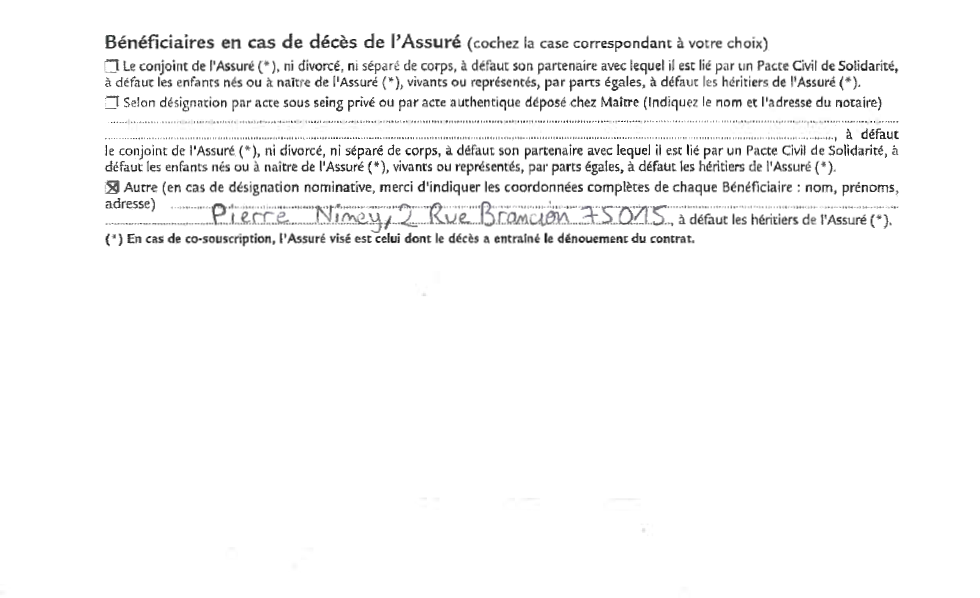 Bénéficiaires en cas de décès de l'Assuré (cochez la case correspondant à votre choix)
☐ Le conjoint de l'Assuré (*), ni divorcé, ni séparé de corps, à défaut son partenaire avec lequel il est lié par un Pacte Civil de Solidarité,
à défaut les enfants nés ou à naître de l'Assuré (*), vivants ou représentés, par parts égales, à défaut les héritiers de l'Assuré (*).
☐ Selon désignation par acte sous seing privé ou par acte authentique déposé chez Maître (Indiquez le nom et l'adresse du notaire)
, à défaut
le conjoint de l'Assuré (*), ni divorcé, ni séparé de corps, à défaut son partenaire avec lequel il est lié par un Pacte Civil de Solidarité, à
défaut les enfants nés ou à naître de l'Assuré (*), vivants ou représentés, par parts égales, à défaut les héritiers de l'Assuré (*).
☒ Autre (en cas de désignation nominative, merci d'indiquer les coordonnées complètes de chaque Bénéficiaire : nom, prénoms,
adresse)
Pierre Nimey, 2 Rue Brancion 75015, à défaut les héritiers de l'Assuré (*).
(*) En cas de co-souscription, l'Assuré visé est celui dont le décès a entraîné le dénouement du contrat.